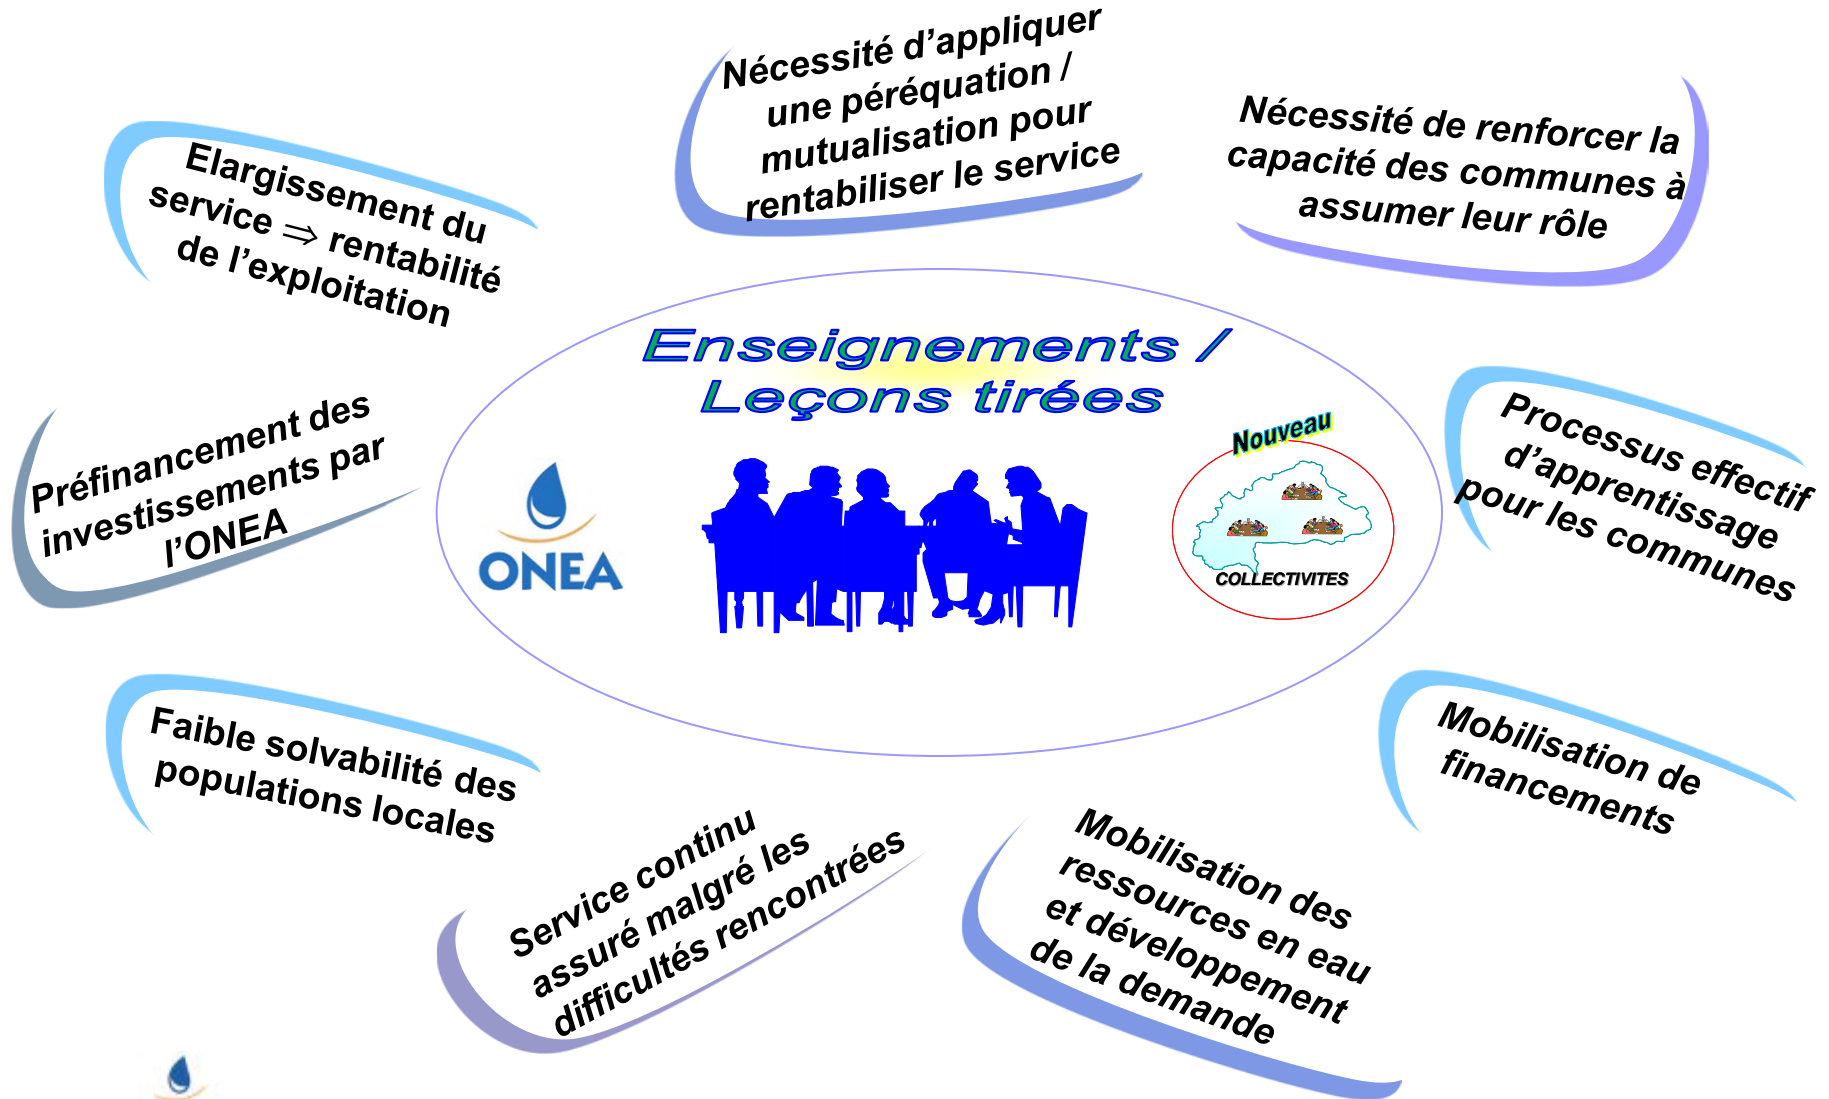 Nécessité d’appliquer
une péréquation /
mutualisation pour
rentabiliser le service
Nécessité de renforcer la
capacité des communes à
assumer leur rôle
Elargissement du
service ⇒ rentabilité
de l’exploitation
Enseignements /
Leçons tirées
Préfinancement des
investissements par
l’ONEA
ONEA
Nouveau
COLLECTIVITES
Processus effectif
d’apprentissage
pour les communes
Faible solvabilité des
populations locales
Mobilisation de
financements
Service continu
assuré malgré les
difficultés rencontrées
Mobilisation des
ressources en eau
et développement
de la demande